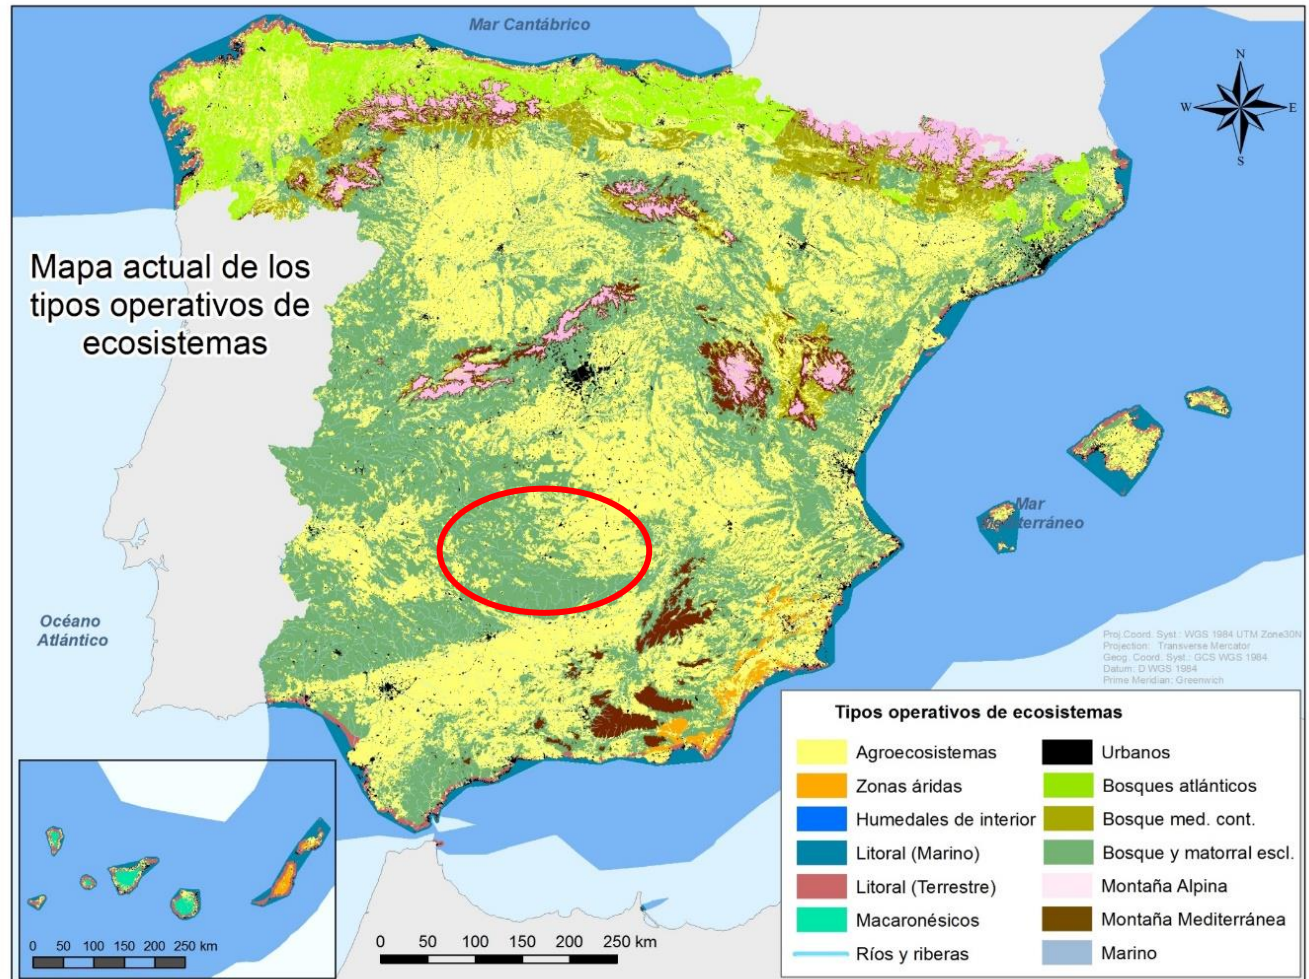 Mar Cantábrico
N
W
E
S
Mapa actual de los
tipos operativos de
ecosistemas
Mar
Mediterráneo
Océano
Atlántico
Proj.Coord. Syst.: WGS 1984 UTM Zone30N
Projection: Transverse Mercator
Geog. Coord. Syst.: GCS WGS 1984
Datum: D WGS 1984
Prime Meridian: Greenwich
Tipos operativos de ecosistemas
Agroecosistemas
Zonas áridas
Humedales de interior
Litoral (Marino)
Litoral (Terrestre)
Macaronésicos
Ríos y riberas
Urbanos
Bosques atlánticos
Bosque med. cont.
Bosque y matorral escl.
Montaña Alpina
Montaña Mediterránea
Marino
0 50 100 150 200 250 km
0 50 100 150 200 250 km